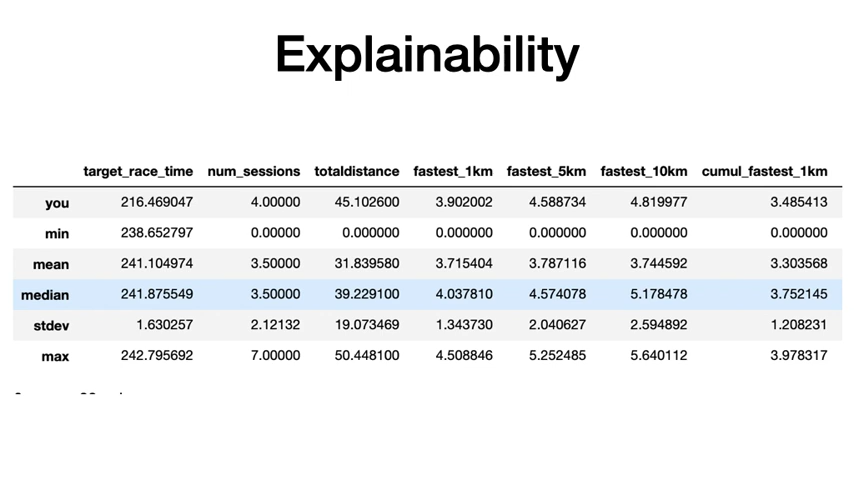 Explainability
target_race_time num_sessions totaldistance fastest_1km fastest_5km fastest_10km cumul_fastest_1km
you 216.469047 4.00000 45.102600 3.902002 4.588734 4.819977 3.485413
min 238.652797 0.00000 0.000000 0.000000 0.000000 0.000000 0.000000
mean 241.104974 3.50000 31.839580 3.715404 3.787116 3.744592 3.303568
median 241.875549 3.50000 39.229100 4.037810 4.574078 5.178478 3.752145
stdev 1.630257 2.12132 19.073469 1.343730 2.040627 2.594892 1.208231
max 242.795692 7.00000 50.448100 4.508846 5.252485 5.640112 3.978317